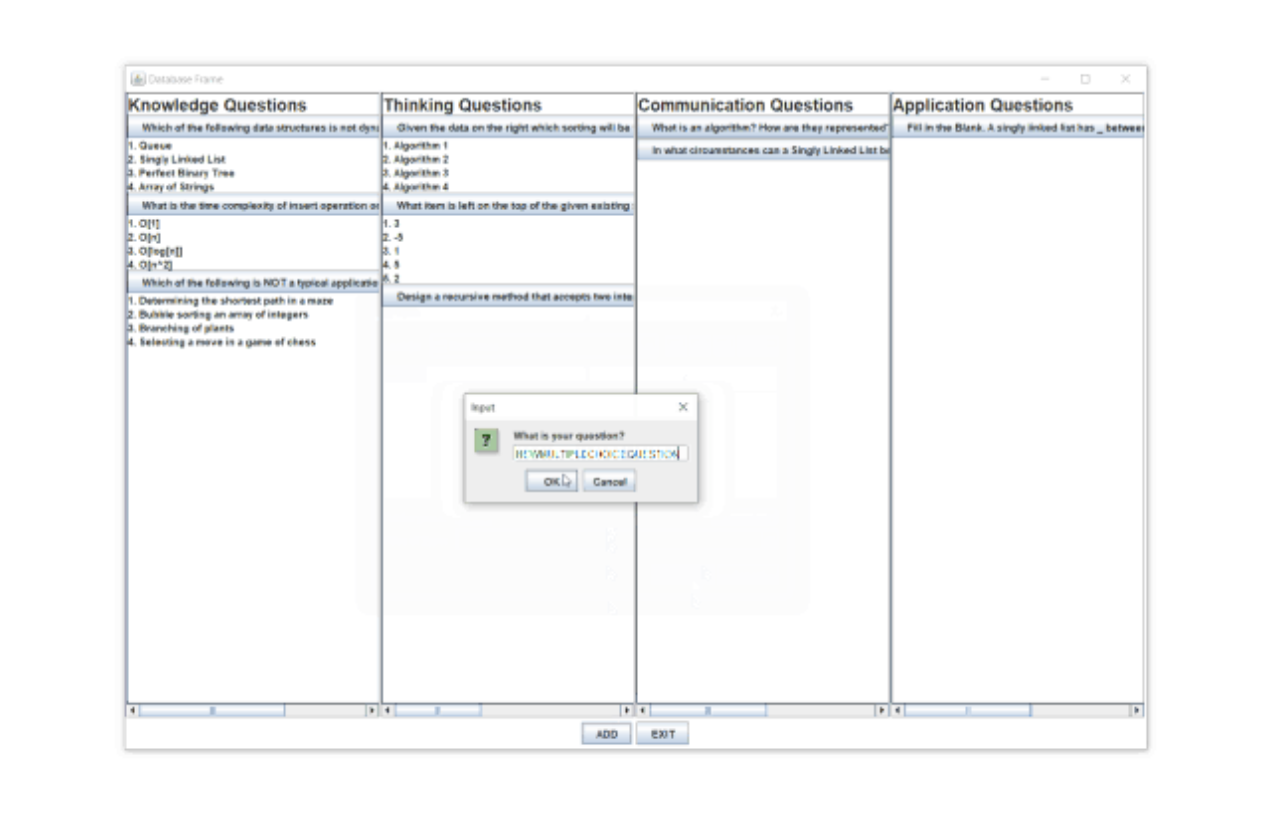 Database Frame
Knowledge Questions
Which of the following data structures is not dyna
1. Queue
2. Singly Linked List
3. Perfect Binary Tree
4. Array of Strings
What is the time complexity of insert operation on
1. O[1]
2. O[n]
3. O[log[n]]
4. O[n^2]
Which of the following is NOT a typical applicatio
1. Determining the shortest path in a maze
2. Bubble sorting an array of integers
3. Branching of plants
4. Selecting a move in a game of chess
Thinking Questions
Given the data on the right which sorting will be
1. Algorithm 1
2. Algorithm 2
3. Algorithm 3
4. Algorithm 4
What item is left on the top of the given existing
1. 3
2. -5
3. 1
4. 5
5. 2
Design a recursive method that accepts two inte
Communication Questions
What is an algorithm? How are they represented?
In what circumstances can a Singly Linked List be
Application Questions
Fill in the Blank. A singly linked list has _ between
Input
What is your question?
NEWMULTIPLECHOICEQUESTION
OK
Cancel
ADD
EXIT